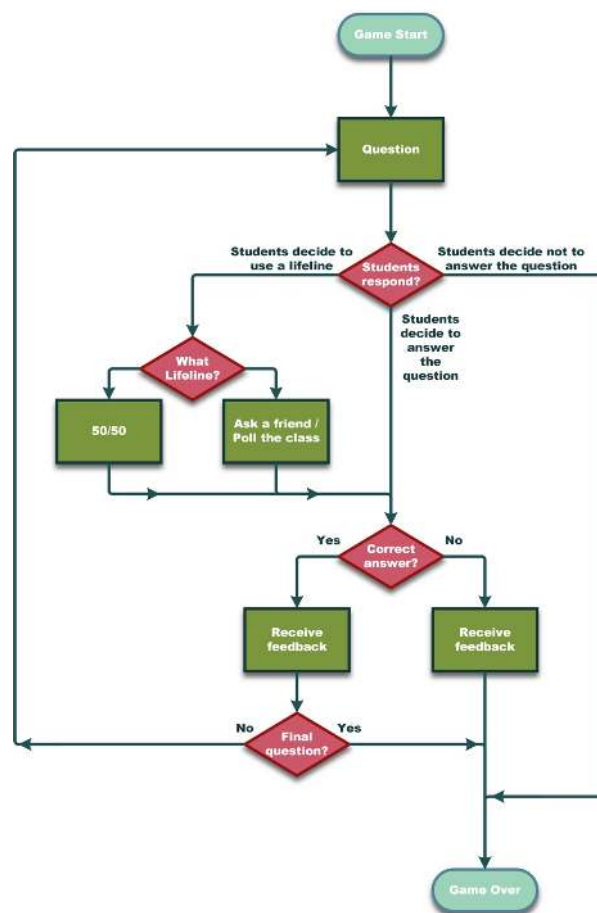 Game Start
Question
Students decide to
use a lifeline
Students
respond?
Students decide not to
answer the question
Students
decide to
answer
the
question
What
Lifeline?
50/50
Ask a friend /
Poll the class
Yes
Correct
answer?
No
Receive
feedback
Receive
feedback
No
Final
question?
Yes
Game Over